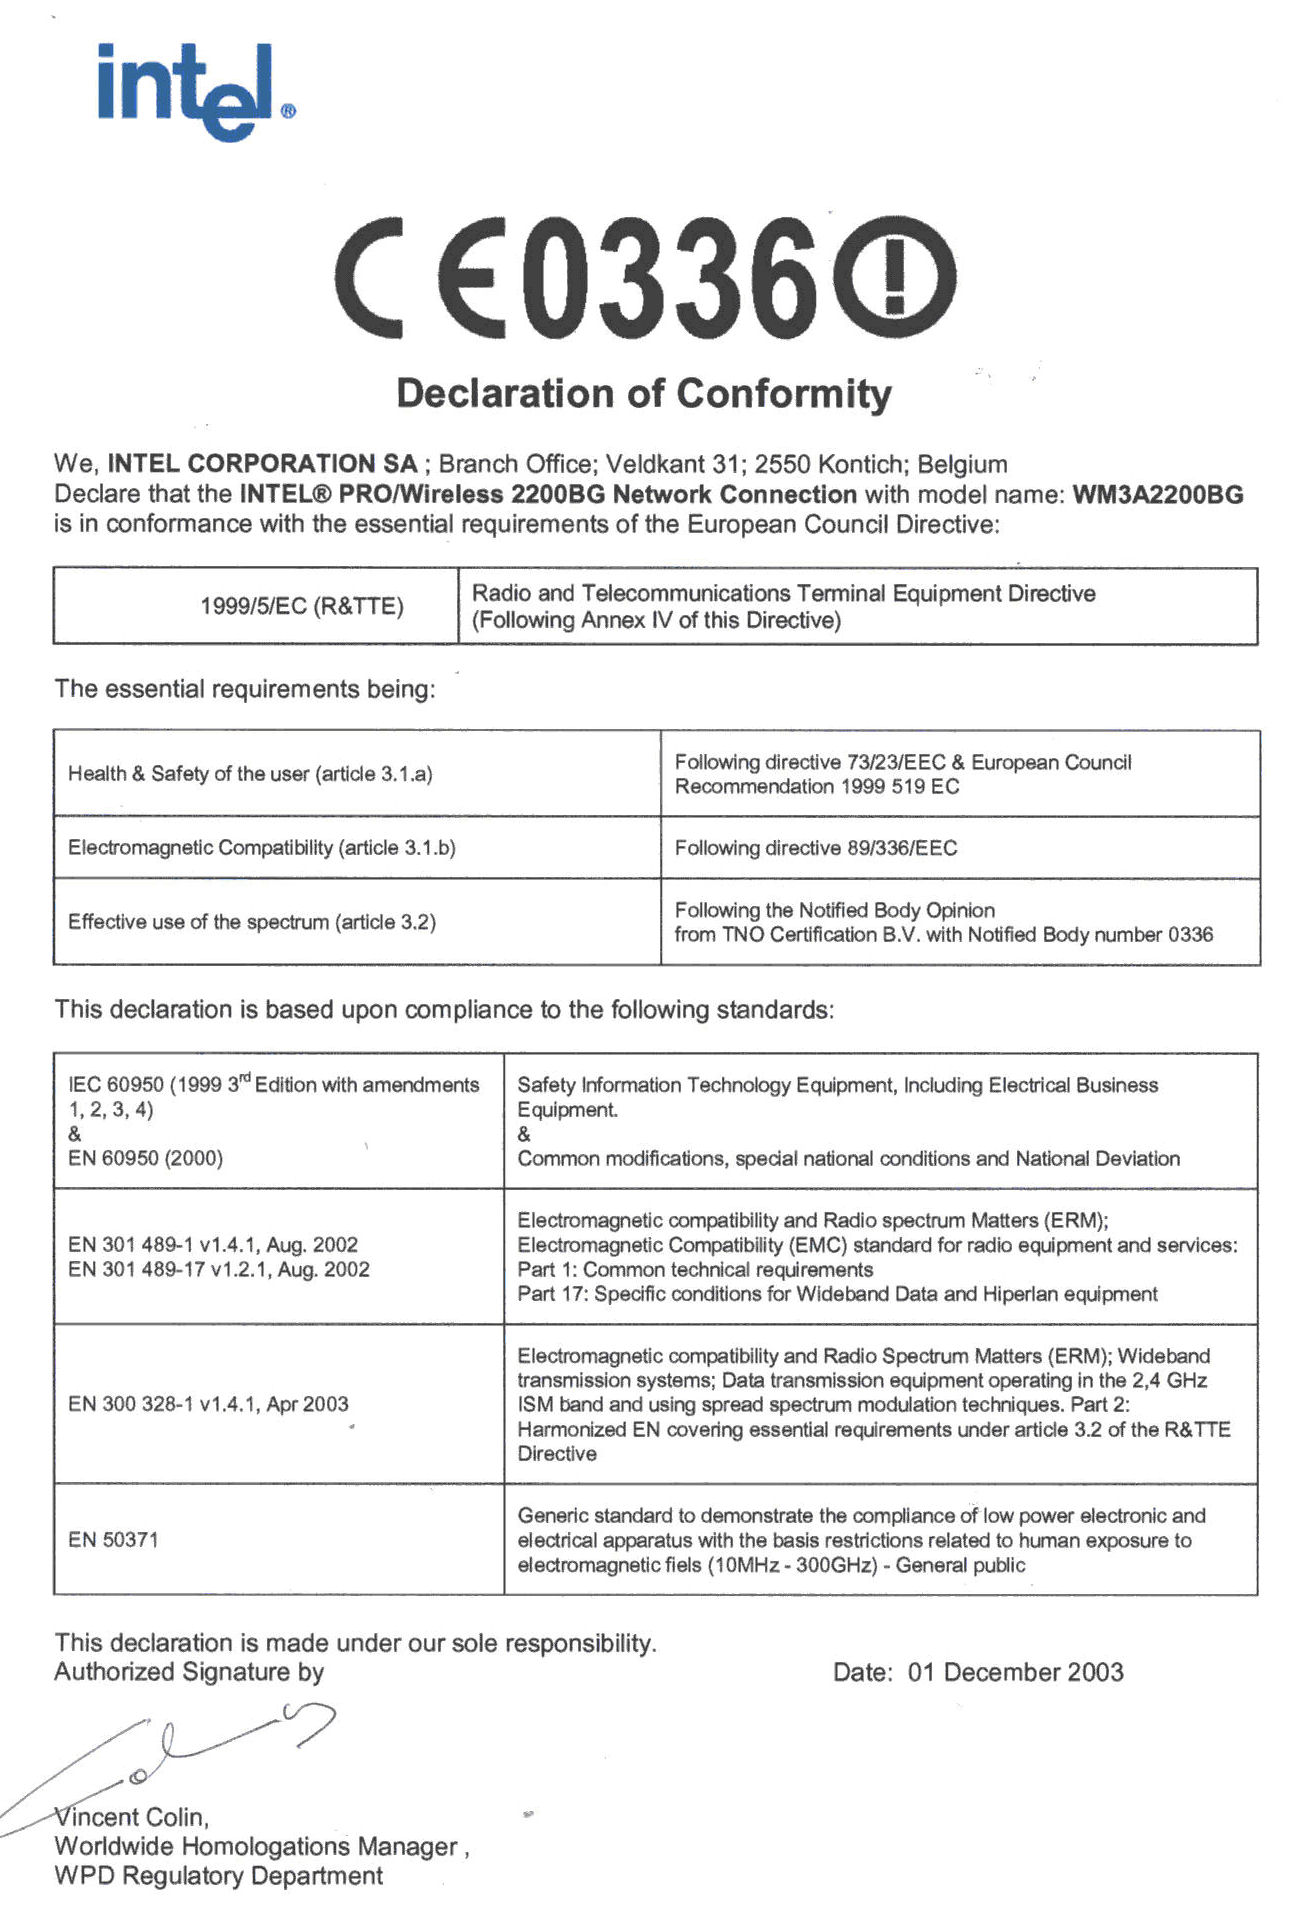 intel®
CE0336
Declaration of Conformity
We, INTEL CORPORATION SA ; Branch Office; Veldkant 31; 2550 Kontich; Belgium
Declare that the INTEL® PRO/Wireless 2200BG Network Connection with model name: WM3A2200BG
is in conformance with the essential requirements of the European Council Directive:
1999/5/EC (R&TTE)
Radio and Telecommunications Terminal Equipment Directive
(Following Annex IV of this Directive)
The essential requirements being:
Health & Safety of the user (article 3.1.a)
Following directive 73/23/EEC & European Council
Recommendation 1999 519 EC
Electromagnetic Compatibility (article 3.1.b)
Following directive 89/336/EEC
Effective use of the spectrum (article 3.2)
Following the Notified Body Opinion
from TNO Certification B.V. with Notified Body number 0336
This declaration is based upon compliance to the following standards:
IEC 60950 (1999 3rd Edition with amendments
1, 2, 3, 4)
&
EN 60950 (2000)
Safety Information Technology Equipment, Including Electrical Business
Equipment.
&
Common modifications, special national conditions and National Deviation
EN 301 489-1 v1.4.1, Aug. 2002
EN 301 489-17 v1.2.1, Aug. 2002
Electromagnetic compatibility and Radio spectrum Matters (ERM);
Electromagnetic Compatibility (EMC) standard for radio equipment and services:
Part 1: Common technical requirements
Part 17: Specific conditions for Wideband Data and Hiperlan equipment
EN 300 328-1 v1.4.1, Apr 2003
Electromagnetic compatibility and Radio Spectrum Matters (ERM); Wideband
transmission systems; Data transmission equipment operating in the 2,4 GHz
ISM band and using spread spectrum modulation techniques. Part 2:
Harmonized EN covering essential requirements under article 3.2 of the R&TTE
Directive
EN 50371
Generic standard to demonstrate the compliance of low power electronic and
electrical apparatus with the basis restrictions related to human exposure to
electromagnetic fiels (10MHz - 300GHz) - General public
This declaration is made under our sole responsibility.
Authorized Signature by
Date: 01 December 2003
Vincent Colin,
Worldwide Homologations Manager ,
WPD Regulatory Department